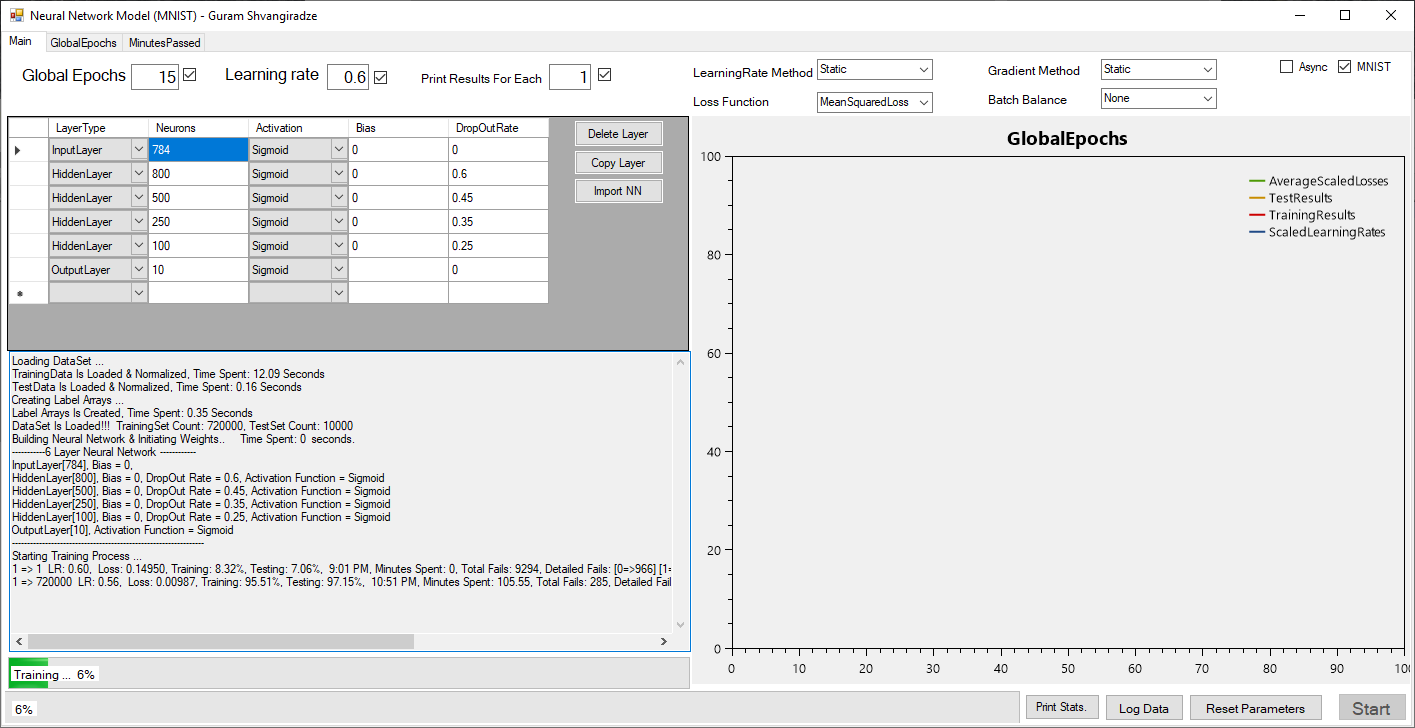 Neural Network Model (MNIST) - Guram Shvangiradze
Main GlobalEpochs MinutesPassed
Global Epochs 15 Learning rate 0.6 Print Results For Each 1
LearningRate Method Static Gradient Method Static Async MNIST
Loss Function MeanSquaredLoss Batch Balance None
LayerType Neurons Activation Bias DropOutRate
InputLayer 784 Sigmoid 0 0
HiddenLayer 800 Sigmoid 0 0.6
HiddenLayer 500 Sigmoid 0 0.45
HiddenLayer 250 Sigmoid 0 0.35
HiddenLayer 100 Sigmoid 0 0.25
OutputLayer 10 Sigmoid 0
Delete Layer
Copy Layer
Import NN
Loading DataSet ...
TrainingData Is Loaded & Normalized, Time Spent: 12.09 Seconds
TestData Is Loaded & Normalized, Time Spent: 0.16 Seconds
Creating Label Arrays ...
Label Arrays Is Created, Time Spent: 0.35 Seconds
DataSet Is Loaded!!! TrainingSet Count: 720000, TestSet Count: 10000
Building Neural Network & Initiating Weights.. Time Spent: 0 seconds.
-----------6 Layer Neural Network ------------
InputLayer[784], Bias = 0,
HiddenLayer[800], Bias = 0, DropOut Rate = 0.6, Activation Function = Sigmoid
HiddenLayer[500], Bias = 0, DropOut Rate = 0.45, Activation Function = Sigmoid
HiddenLayer[250], Bias = 0, DropOut Rate = 0.35, Activation Function = Sigmoid
HiddenLayer[100], Bias = 0, DropOut Rate = 0.25, Activation Function = Sigmoid
OutputLayer[10], Activation Function = Sigmoid
----------------------------------------------------------------
Starting Training Process ...
1 => 1 LR: 0.60, Loss: 0.14950, Training: 8.32%, Testing: 7.06%, 9:01 PM, Minutes Spent: 0, Total Fails: 9294, Detailed Fails: [0=>966] [1=
1 => 720000 LR: 0.56, Loss: 0.00987, Training: 95.51%, Testing: 97.15%, 10:51 PM, Minutes Spent: 105.55, Total Fails: 285, Detailed Fail
Training ... 6%
6%
GlobalEpochs
100
80
60
40
20
0
AverageScaledLosses
TestResults
TrainingResults
ScaledLearningRates
0 10 20 30 40 50 60 70 80 90 10
Print Stats. Log Data Reset Parameters Start